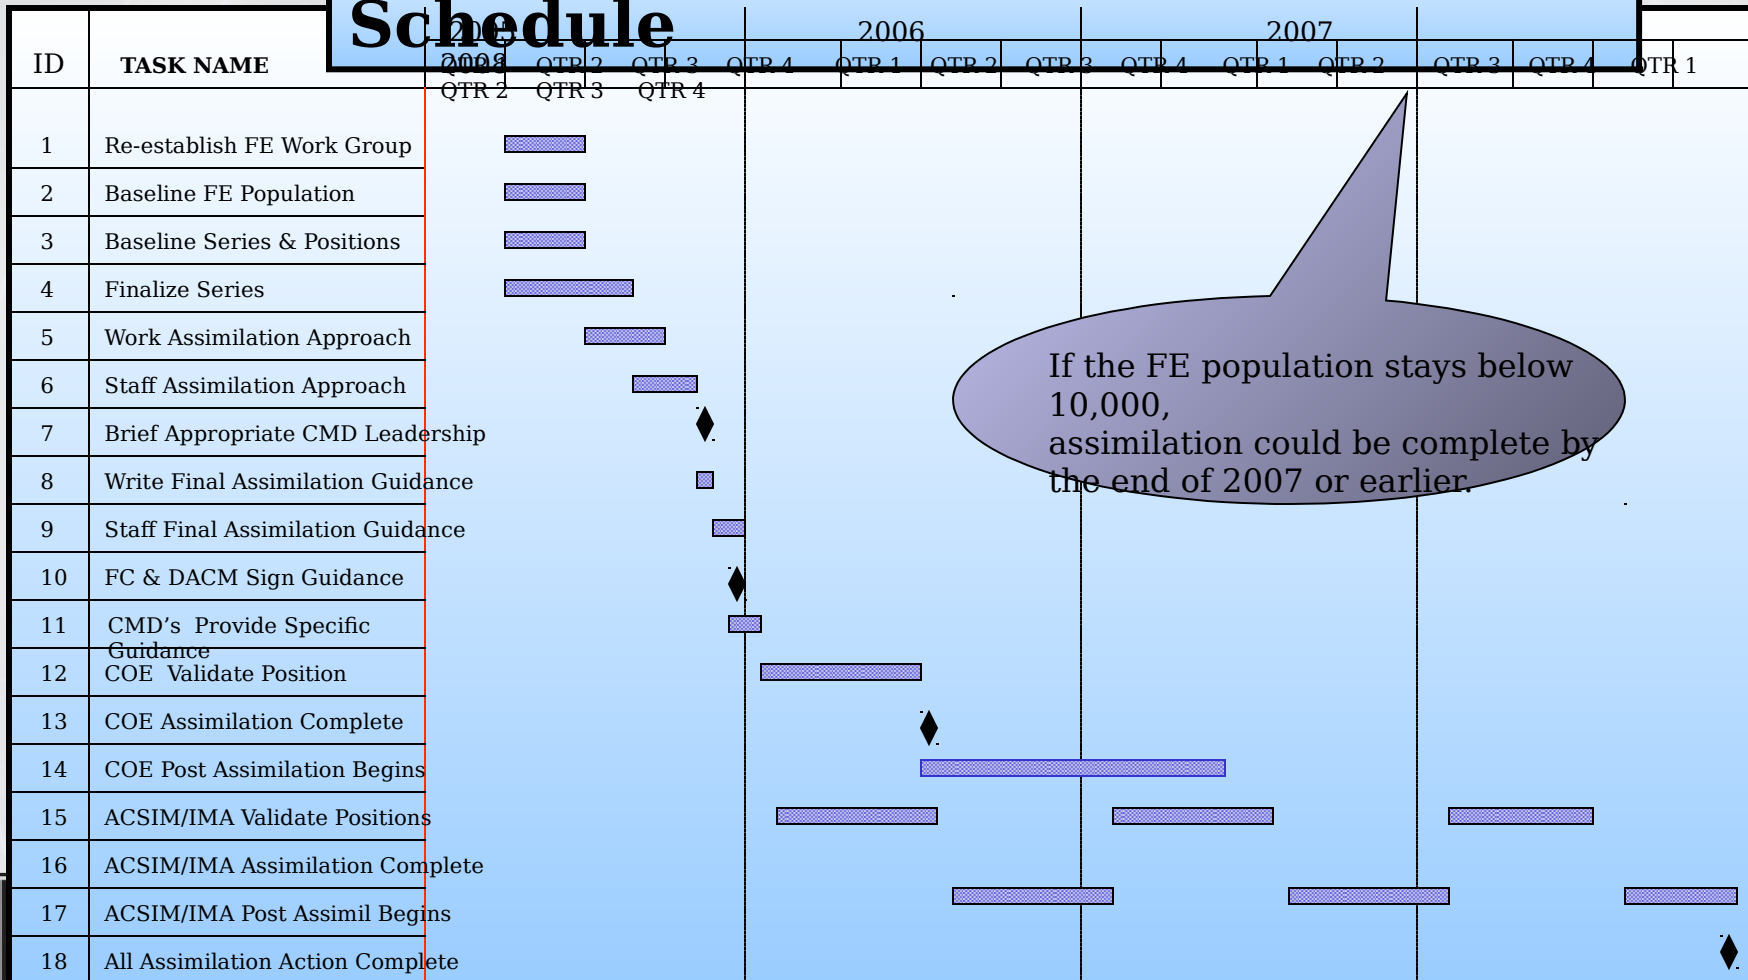 Schedule
2005 2006 2007
2008
ID TASK NAME
QTR 2 QTR 3 QTR 4 QTR 1 QTR 2 QTR 3 QTR 4 QTR 1 QTR 2 QTR 3 QTR 4 QTR 1
QTR 2 QTR 3 QTR 4
1 Re-establish FE Work Group
2 Baseline FE Population
3 Baseline Series & Positions
4 Finalize Series
5 Work Assimilation Approach
6 Staff Assimilation Approach
7 Brief Appropriate CMD Leadership
8 Write Final Assimilation Guidance
9 Staff Final Assimilation Guidance
10 FC & DACM Sign Guidance
11 CMD’s  Provide Specific
Guidance
12 COE  Validate Position
13 COE Assimilation Complete
14 COE Post Assimilation Begins
15 ACSIM/IMA Validate Positions
16 ACSIM/IMA Assimilation Complete
17 ACSIM/IMA Post Assimil Begins
18 All Assimilation Action Complete
If the FE population stays below
10,000,
assimilation could be complete by
the end of 2007 or earlier.